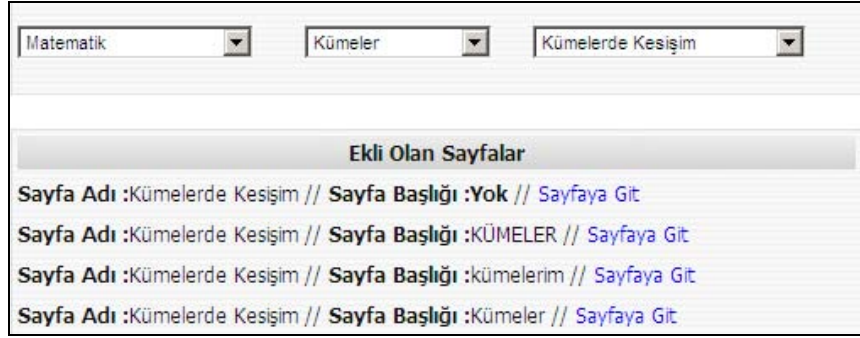 Matematik Kümeler Kümelerde Kesişim
Ekli Olan Sayfalar
Sayfa Adı :Kümelerde Kesişim // Sayfa Başlığı :Yok // Sayfaya Git
Sayfa Adı :Kümelerde Kesişim // Sayfa Başlığı :KÜMELER // Sayfaya Git
Sayfa Adı :Kümelerde Kesişim // Sayfa Başlığı :kümelerim // Sayfaya Git
Sayfa Adı :Kümelerde Kesişim // Sayfa Başlığı :Kümeler // Sayfaya Git